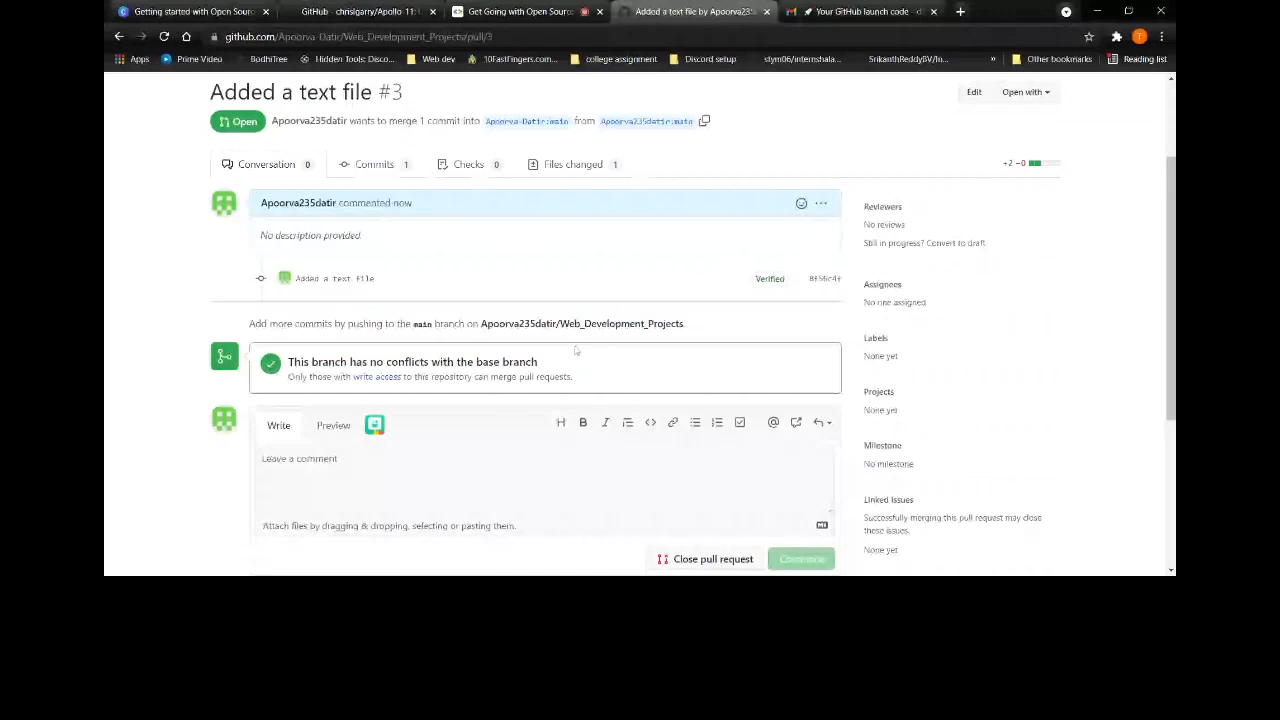 Getting started with Open Sourc
GitHub - chrislgarry/Apollo-11: 
Get Going with Open Sourc
Added a text file by Apoorva235
Your GitHub launch code - d
github.com/Apoorva-Datir/Web_Development_Projects/pull/3
Apps
Prime Video
BodhiTree
Hidden Tools: Disco...
Web dev
10FastFingers.com...
college assignment
Discord setup
stym06/internshala...
SrikanthReddyBV/In...
»
Other bookmarks
Reading list
Added a text file #3
Edit
Open with
Open
Apoorva235datir wants to merge 1 commit into Apoorva-Datir:main from Apoorva235datir:main
Conversation 0
Commits 1
Checks 0
Files changed 1
+2 −0
Apoorva235datir commented now
No description provided.
Added a text file
Verified
Add more commits by pushing to the main branch on Apoorva235datir/Web_Development_Projects.
This branch has no conflicts with the base branch
Only those with write access to this repository can merge pull requests.
Write
Preview
Leave a comment
Attach files by dragging & dropping, selecting or pasting them.
Close pull request
Comment
Reviewers
No reviews
Still in progress? Convert to draft
Assignees
No one assigned
Labels
None yet
Projects
None yet
Milestone
No milestone
Linked issues
Successfully merging this pull request may close
these issues.
None yet